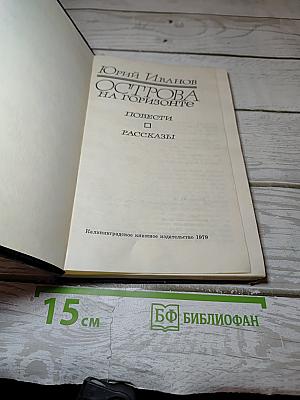 Юрий Иванов
ОСТРОВА
НА ГОРИЗОНТЕ
ПОВЕСТИ
РАССКАЗЫ
Калининградское книжное издательство 1979
15 см
БФ БИБЛИОФАН